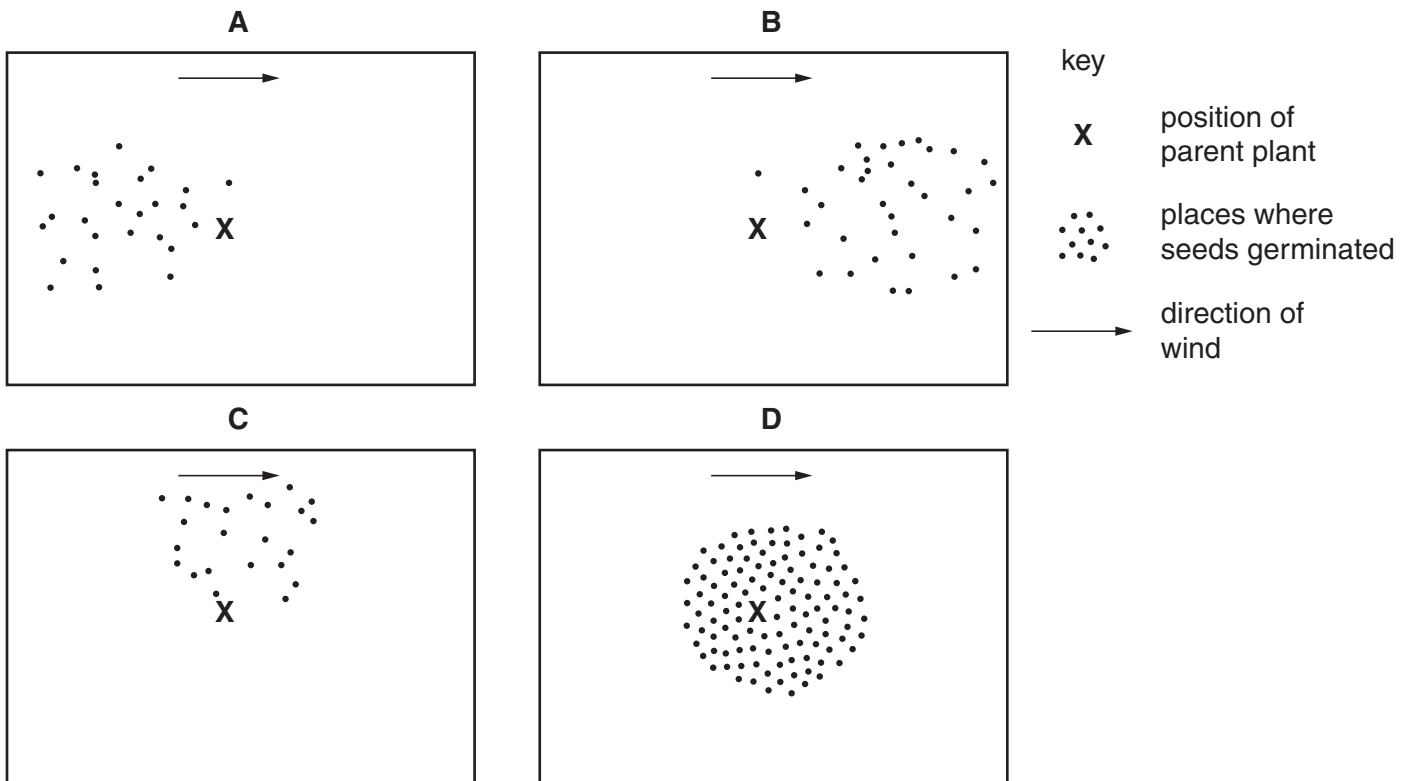 A
B
key
X
position of
parent plant
X
X
places where
seeds germinated
direction of
wind
C
D
X
X